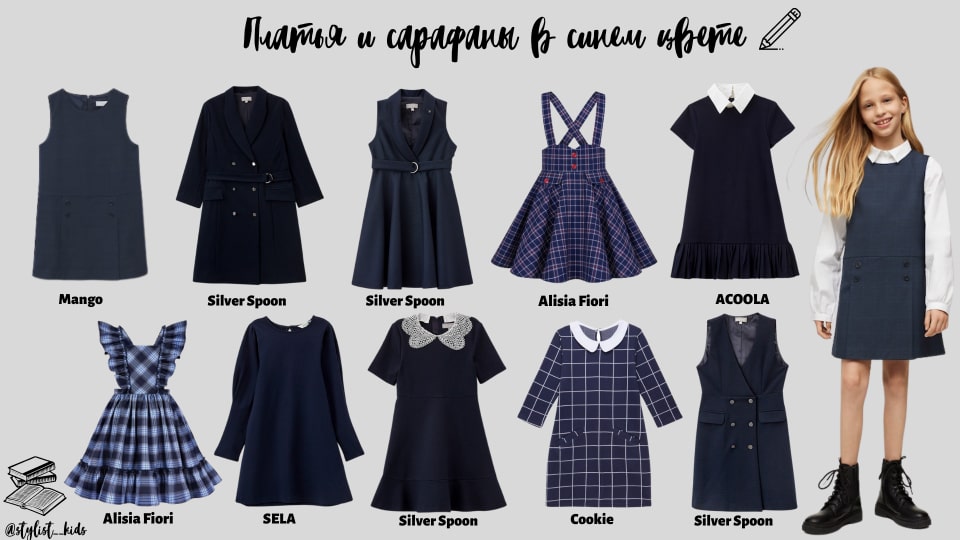 Платья и сарафаны в синем цвете
Mango
Silver Spoon
Silver Spoon
Alisia Fiori
ACOOLA
Alisia Fiori
SELA
Silver Spoon
Cookie
Silver Spoon
@stylist__kids